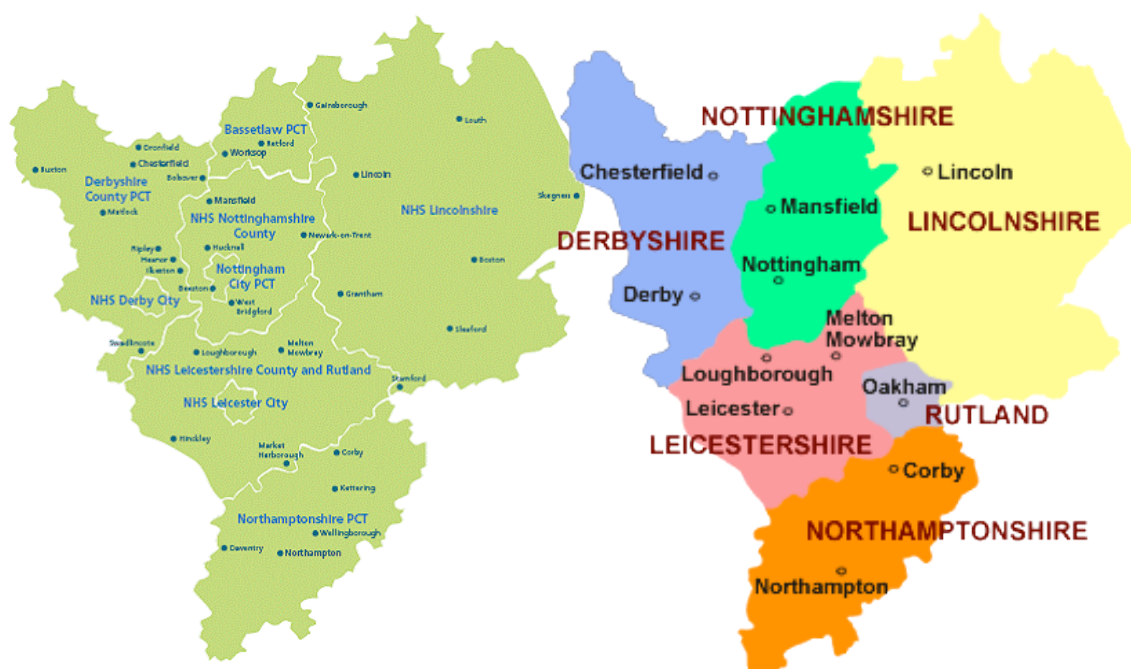 Gainsborough
Louth
Bassetlaw PCT
Retford
Worksop
Dronfield
Chesterfield
Buxton
Bolsover
Lincoln
Derbyshire
County PCT
Matlock
Mansfield
Skegness
NHS Nottinghamshire
County
NHS Lincolnshire
Newark-on-Trent
Ripley
Hucknall
Heanor
Ilkeston
Nottingham
City PCT
Boston
Beeston
NHS Derby City
West
Bridgford
Grantham
Sleaford
Swadlincote
Loughborough
Melton
Mowbray
NHS Leicestershire County and Rutland
Stamford
NHS Leicester City
Hinckley
Market
Harborough
Corby
Kettering
Northamptonshire PCT
Wellingborough
Daventry
Northampton
NOTTINGHAMSHIRE
Chesterfield
Lincoln
Mansfield
LINCOLNSHIRE
DERBYSHIRE
Nottingham
Derby
Melton
Mowbray
Loughborough
Oakham
Leicester
RUTLAND
LEICESTERSHIRE
Corby
NORTHAMPTONSHIRE
Northampton